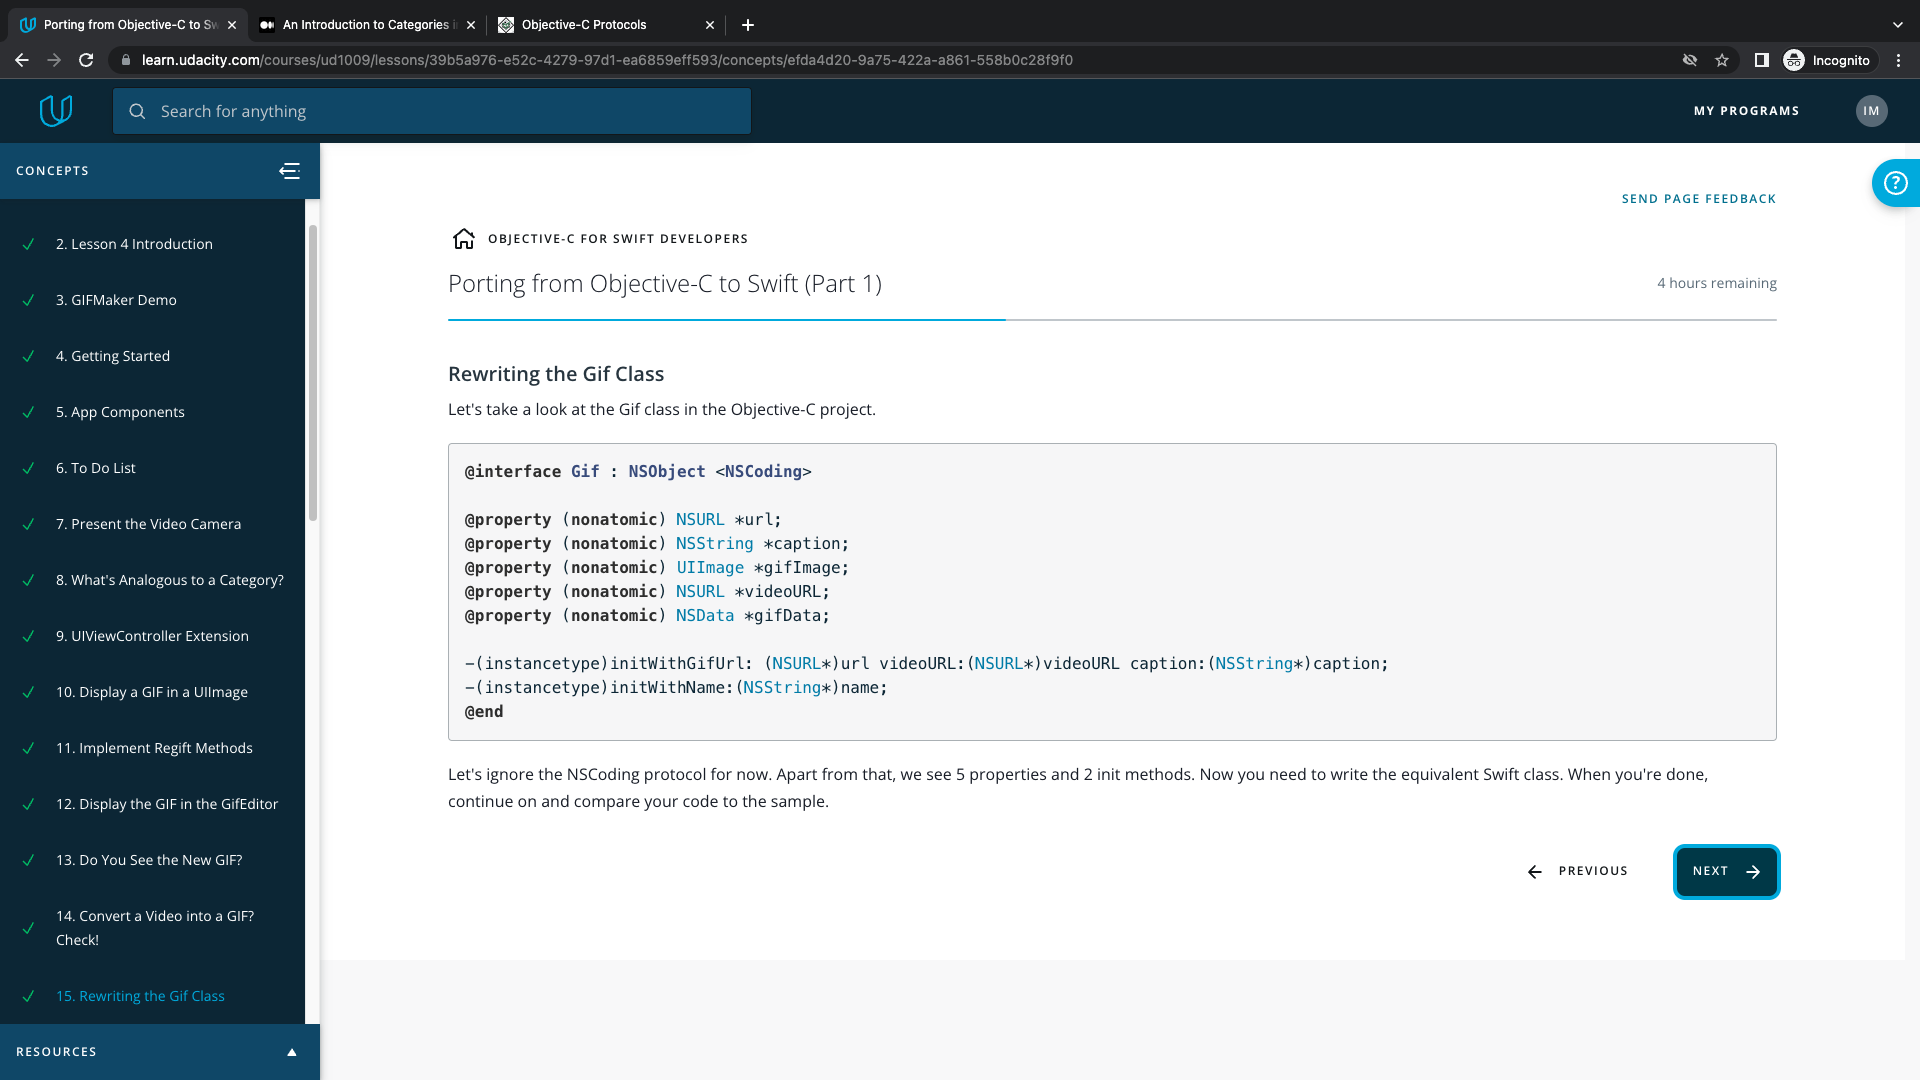 Porting from Objective-C to Sw
An Introduction to Categories i
Objective-C Protocols
learn.udacity.com/courses/ud1009/lessons/39b5a976-e52c-4279-97d1-ea6859eff593/concepts/efda4d20-9a75-422a-a861-558b0c28f9f0
Incognito
Search for anything
MY PROGRAMS
IM
CONCEPTS
2. Lesson 4 Introduction
3. GIFMaker Demo
4. Getting Started
5. App Components
6. To Do List
7. Present the Video Camera
8. What's Analogous to a Category?
9. UIViewController Extension
10. Display a GIF in a UIImage
11. Implement Regift Methods
12. Display the GIF in the GifEditor
13. Do You See the New GIF?
14. Convert a Video into a GIF?
Check!
15. Rewriting the Gif Class
RESOURCES
SEND PAGE FEEDBACK
OBJECTIVE-C FOR SWIFT DEVELOPERS
Porting from Objective-C to Swift (Part 1)
4 hours remaining
Rewriting the Gif Class
Let's take a look at the Gif class in the Objective-C project.
@interface Gif : NSObject <NSCoding>
@property (nonatomic) NSURL *url;
@property (nonatomic) NSString *caption;
@property (nonatomic) UIImage *gifImage;
@property (nonatomic) NSURL *videoURL;
@property (nonatomic) NSData *gifData;
-(instancetype)initWithGifUrl: (NSURL*)url videoURL:(NSURL*)videoURL caption:(NSString*)caption;
-(instancetype)initWithName:(NSString*)name;
@end
Let's ignore the NSCoding protocol for now. Apart from that, we see 5 properties and 2 init methods. Now you need to write the equivalent Swift class. When you're done,
continue on and compare your code to the sample.
PREVIOUS
NEXT